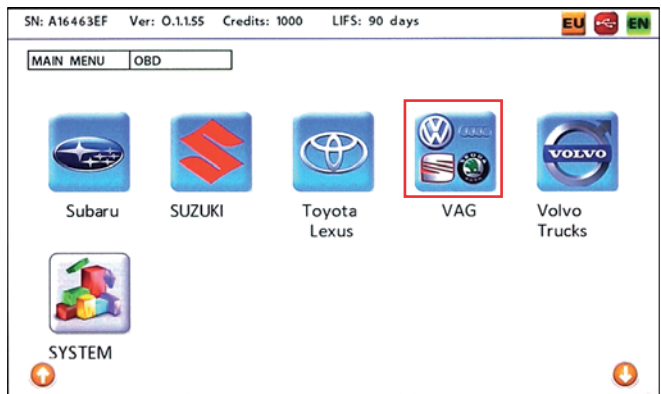 SN: A16463EF Ver: 0.1.1.55 Credits: 1000 LIFS: 90 days EU EN
MAIN MENU OBD
VOLVO
Subaru SUZUKI Toyota Lexus VAG Volvo Trucks
SYSTEM